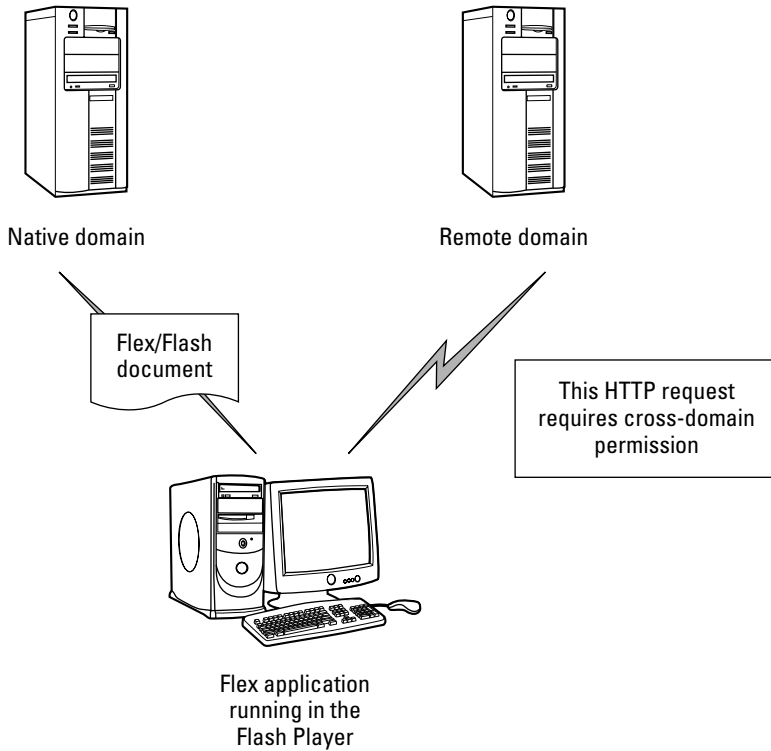 Native domain
Remote domain
Flex/Flash
document
This HTTP request
requires cross-domain
permission
Flex application
running in the
Flash Player